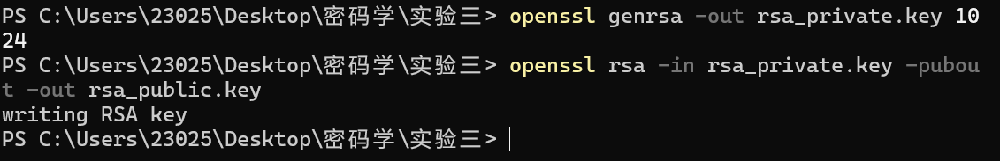 PS C:\Users\23025\Desktop\密码学\实验三> openssl genrsa -out rsa_private.key 10
24
PS C:\Users\23025\Desktop\密码学\实验三> openssl rsa -in rsa_private.key -pubou
t -out rsa_public.key
writing RSA key
PS C:\Users\23025\Desktop\密码学\实验三>